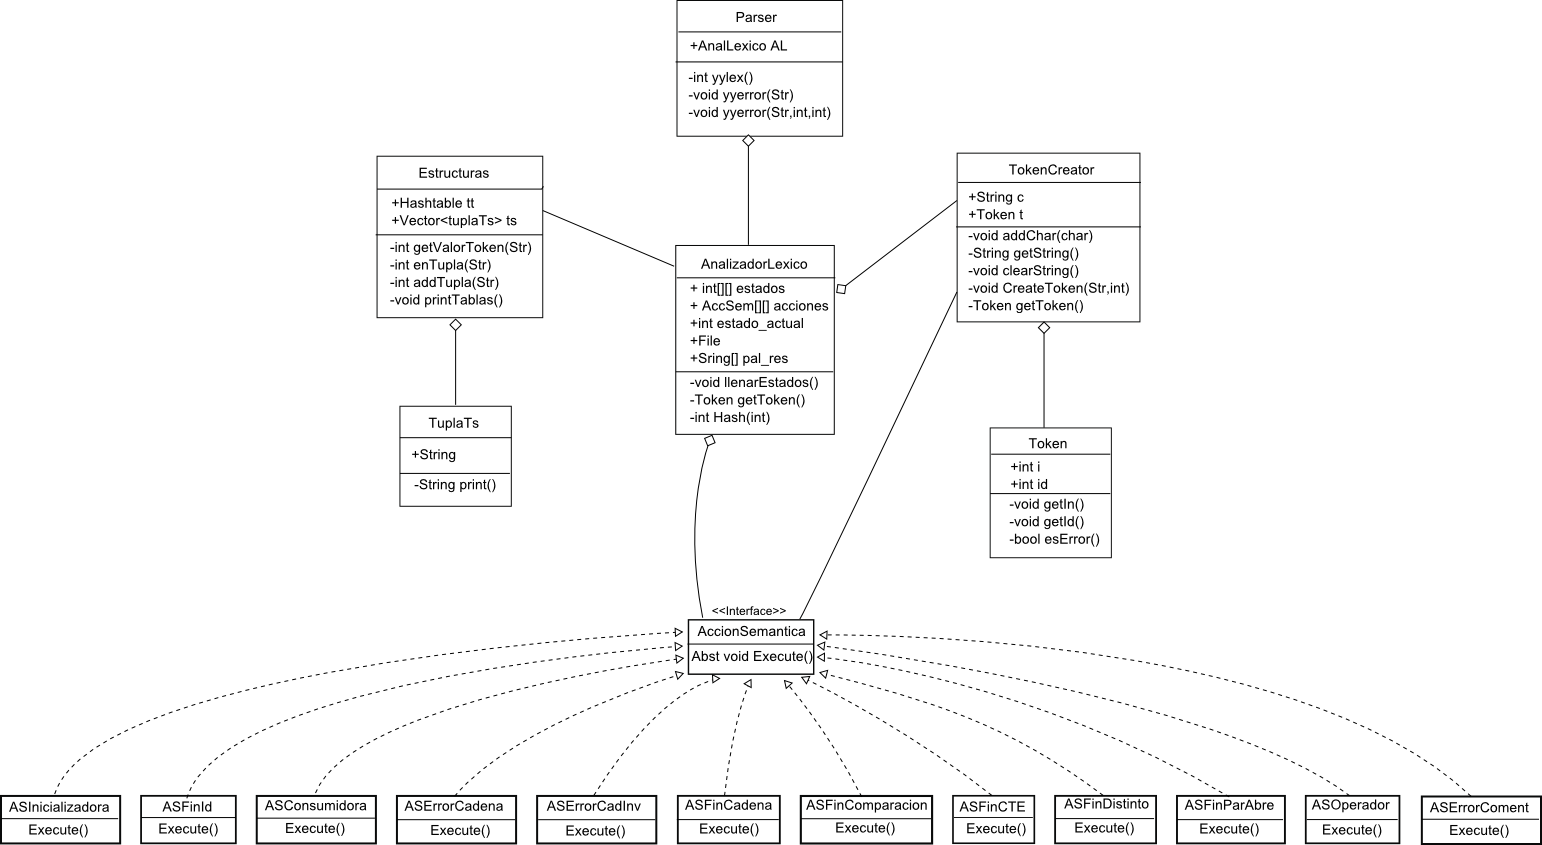 Parser
+AnalLexico AL
-int yylex()
-void yyerror(Str)
-void yyerror(Str,int,int)
Estructuras
+Hashtable tt
+Vector<tuplaTs> ts
-int getValorToken(Str)
-int enTupla(Str)
-int addTupla(Str)
-void printTablas()
TokenCreator
+String c
+Token t
-void addChar(char)
-String getString()
-void clearString()
-void CreateToken(Str,int)
-Token getToken()
AnalizadorLexico
+ int[][] estados
+ AccSem[][] acciones
+int estado_actual
+File
+Sring[] pal_res
-void llenarEstados()
-Token getToken()
-int Hash(int)
TuplaTs
+String
-String print()
Token
+int i
+int id
-void getIn()
-void getId()
-bool esError()
<<Interface>>
AccionSemantica
Abst void Execute()
ASInicializadora
Execute()
ASFinId
Execute()
ASConsumidora
Execute()
ASErrorCadena
Execute()
ASErrorCadInv
Execute()
ASFinCadena
Execute()
ASFinComparacion
Execute()
ASFinCTE
Execute()
ASFinDistinto
Execute()
ASFinParAbre
Execute()
ASOperador
Execute()
ASErrorComent
Execute()